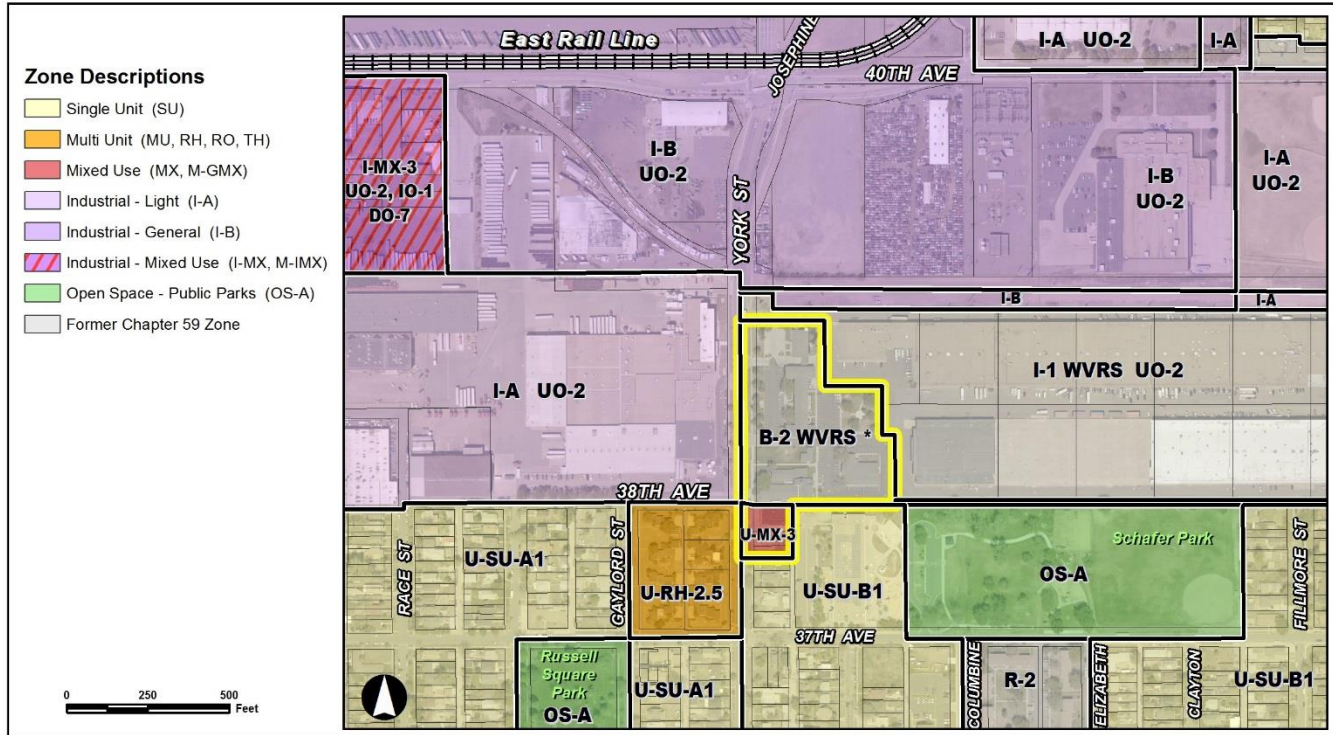 Zone Descriptions
Single Unit (SU)
Multi Unit (MU, RH, RO, TH)
Mixed Use (MX, M-GMX)
Industrial - Light (I-A)
Industrial - General (I-B)
Industrial - Mixed Use (I-MX, M-IMX)
Open Space - Public Parks (OS-A)
Former Chapter 59 Zone
0 250 500
Feet
East Rail Line
JOSEPHINE
40TH AVE
I-A UO-2
I-A
I-MX-3
UO-2, IO-1
DO-7
I-B
UO-2
YORK ST
I-B
UO-2
I-A
UO-2
I-B
I-A
I-A UO-2
B-2 WVRS *
I-1 WVRS UO-2
38TH AVE
RACE ST
U-SU-A1
GAYLORD ST
U-RH-2.5
U-MX-3
U-SU-B1
OS-A
Schafer Park
FILLMORE ST
37TH AVE
Russell
Square
Park
OS-A
U-SU-A1
COLUMBINE
R-2
ELIZABETH
CLAYTON
U-SU-B1